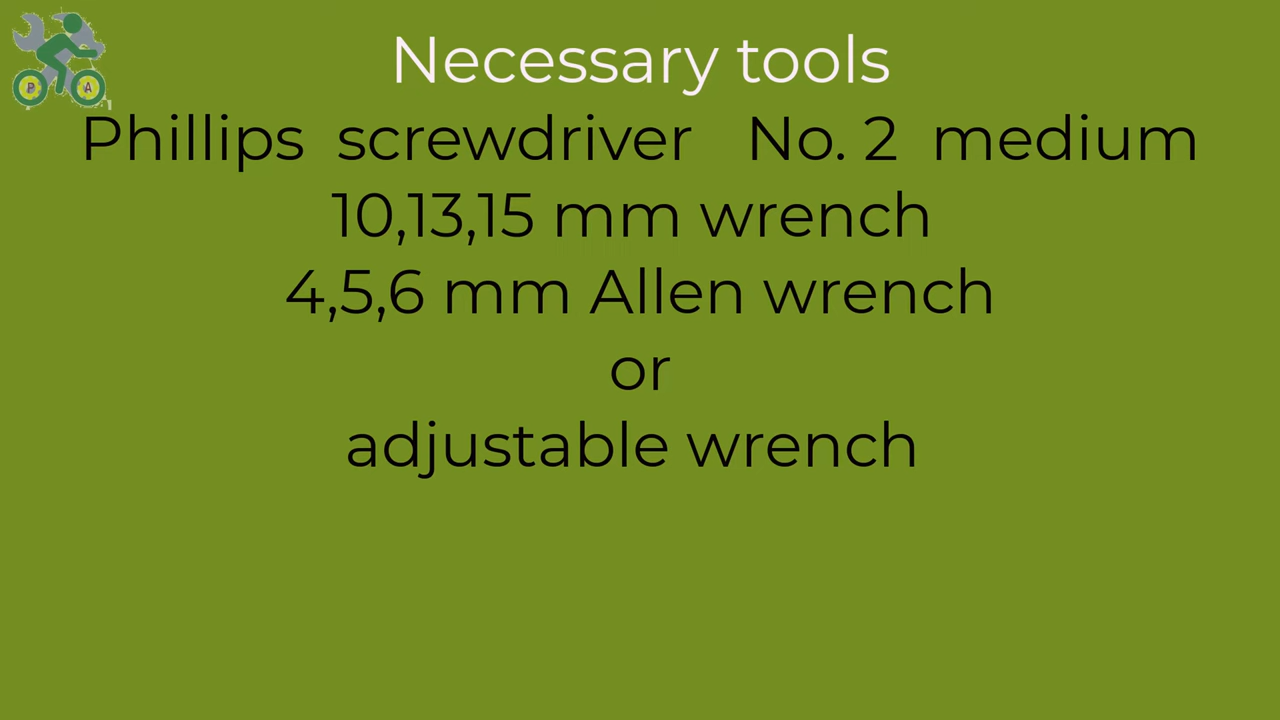 Necessary tools
Phillips screwdriver No. 2 medium
10,13,15 mm wrench
4,5,6 mm Allen wrench
or
adjustable wrench
P A